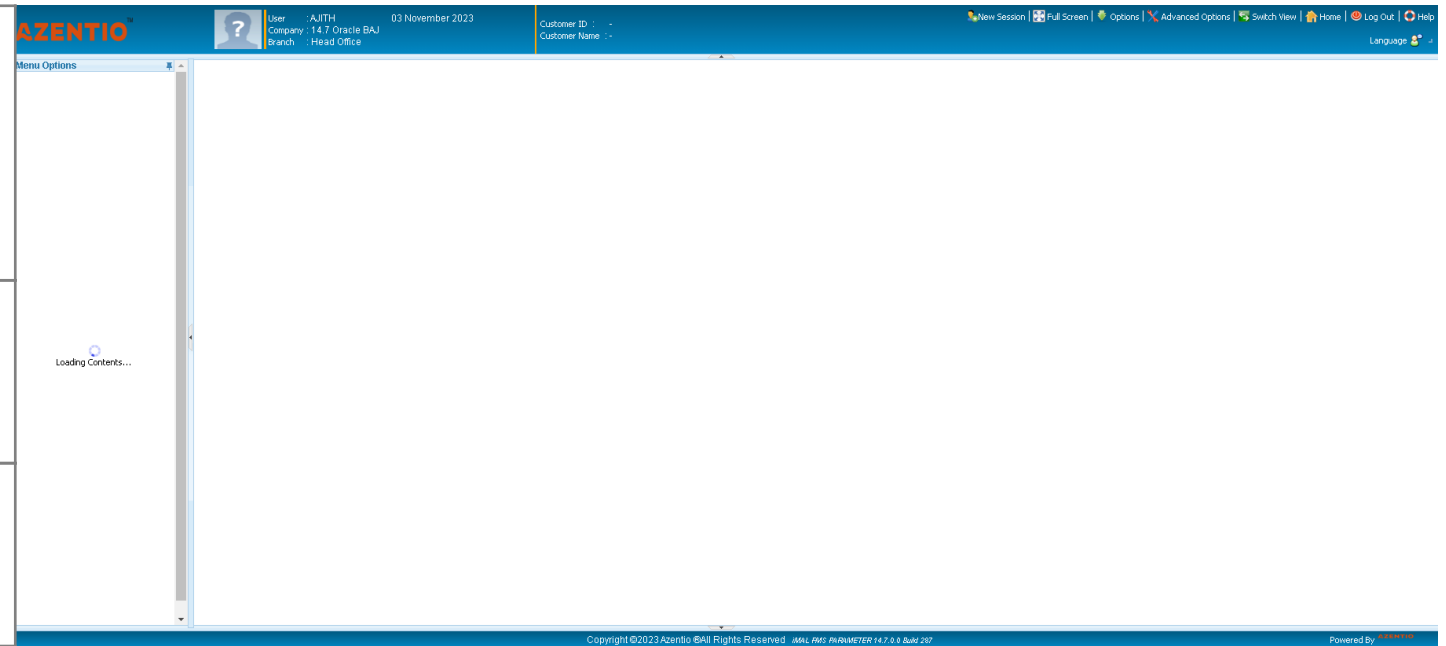 AZENTIO™
User : AJITH 03 November 2023
Company : 14.7 Oracle BAJ
Branch : Head Office
Customer ID : -
Customer Name : -
New Session | Full Screen | Options | Advanced Options | Switch View | Home | Log Out | Help
Language
Menu Options
Loading Contents...
Copyright ©2023 Azentio ®All Rights Reserved IMAL FMS PARAMETER 14.7.0.0 Build 287
Powered By AZENTIO